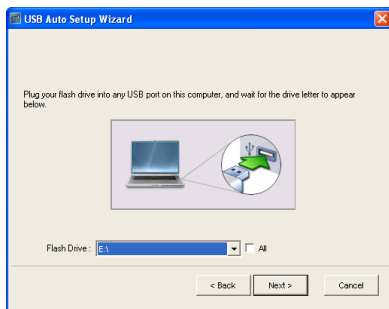 USB Auto Setup Wizard
Plug your flash drive into any USB port on this computer, and wait for the drive letter to appear
below.
Flash Drive : E:\ All
< Back Next > Cancel